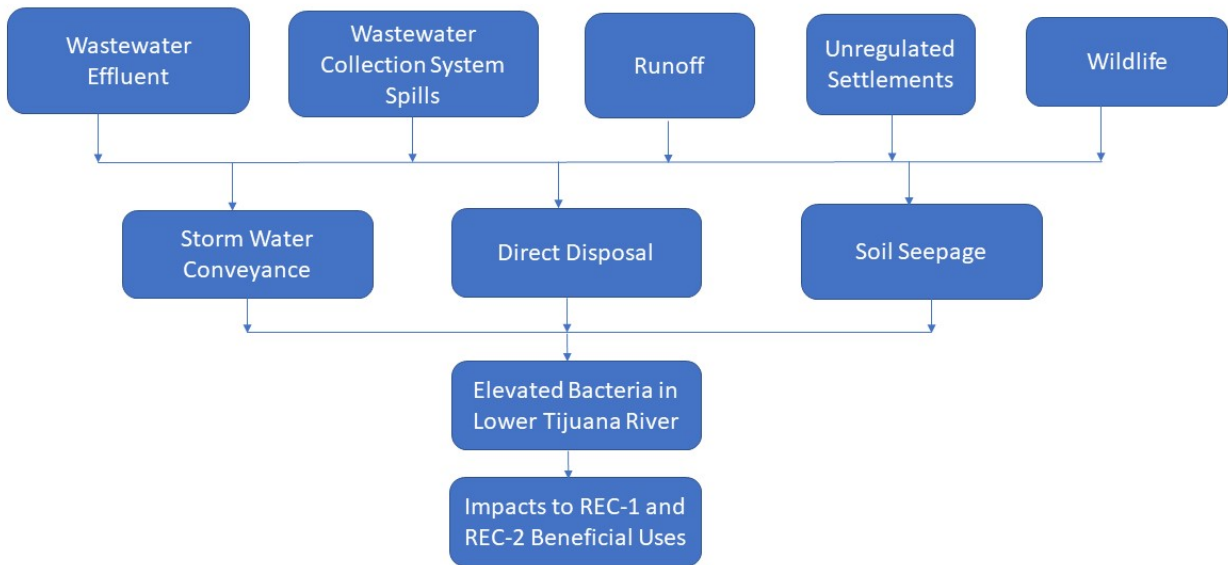 Wastewater
Effluent
Wastewater
Collection System
Spills
Runoff
Unregulated
Settlements
Wildlife
Storm Water
Conveyance
Direct Disposal
Soil Seepage
Elevated Bacteria in
Lower Tijuana River
Impacts to REC-1 and
REC-2 Beneficial Uses